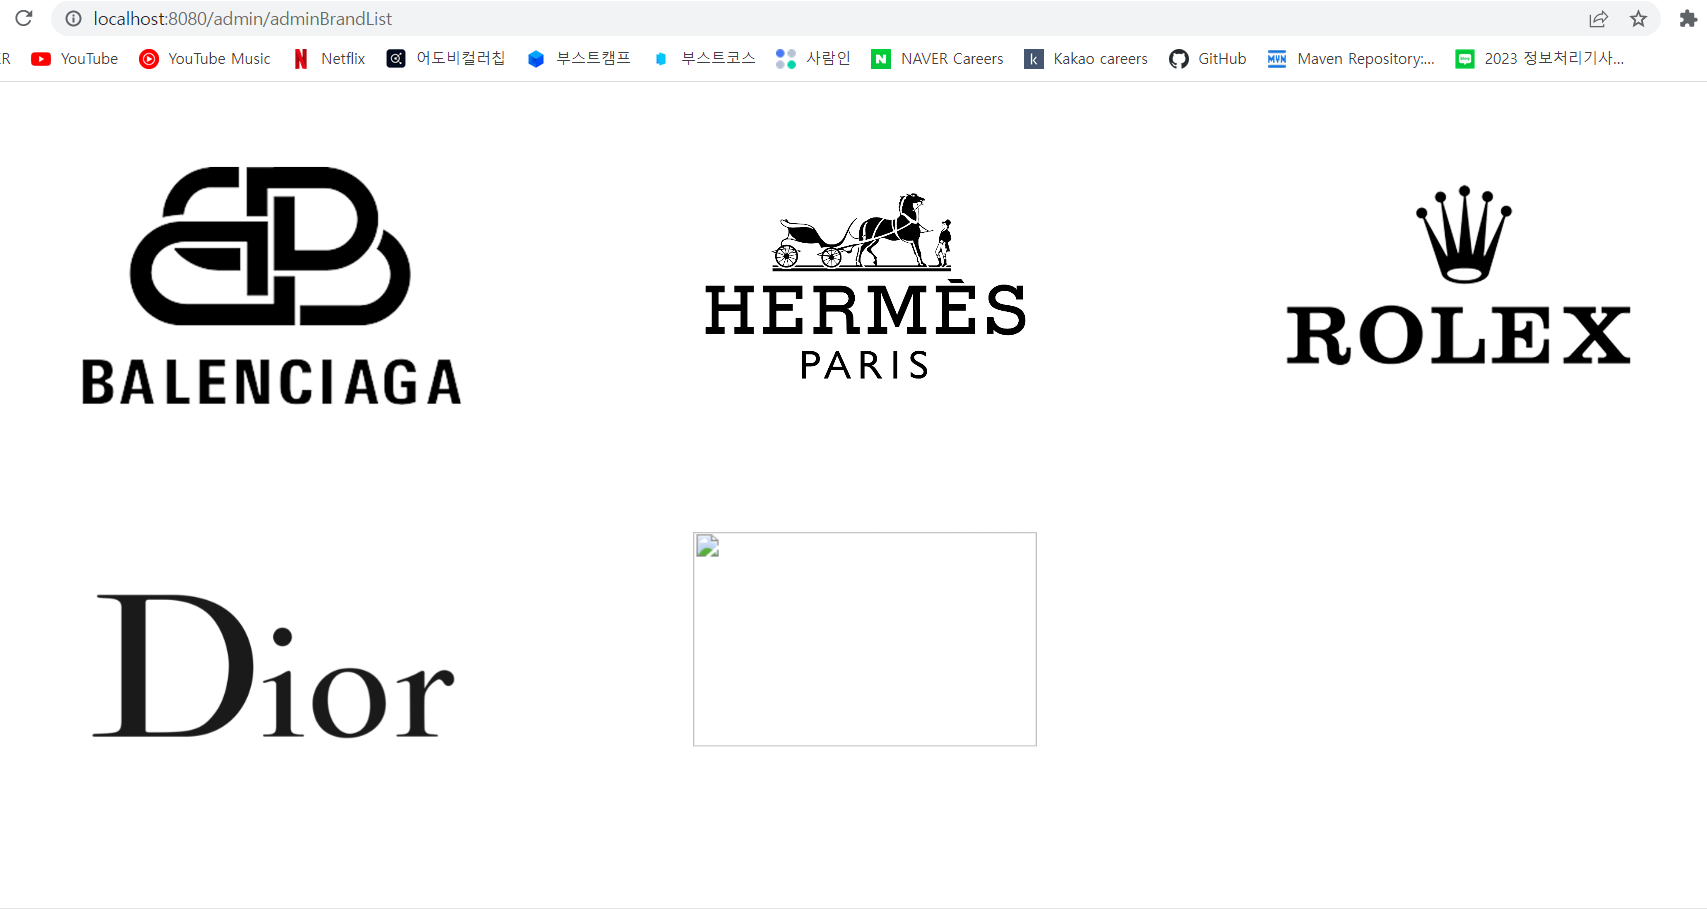 localhost:8080/admin/adminBrandList
R YouTube YouTube Music Netflix 어도비컬러칩 부스트캠프 부스트코스 사람인 NAVER Careers Kakao careers GitHub Maven Repository:... 2023 정보처리기사...
BALENCIAGA
HERMÈS
PARIS
ROLEX
Dior